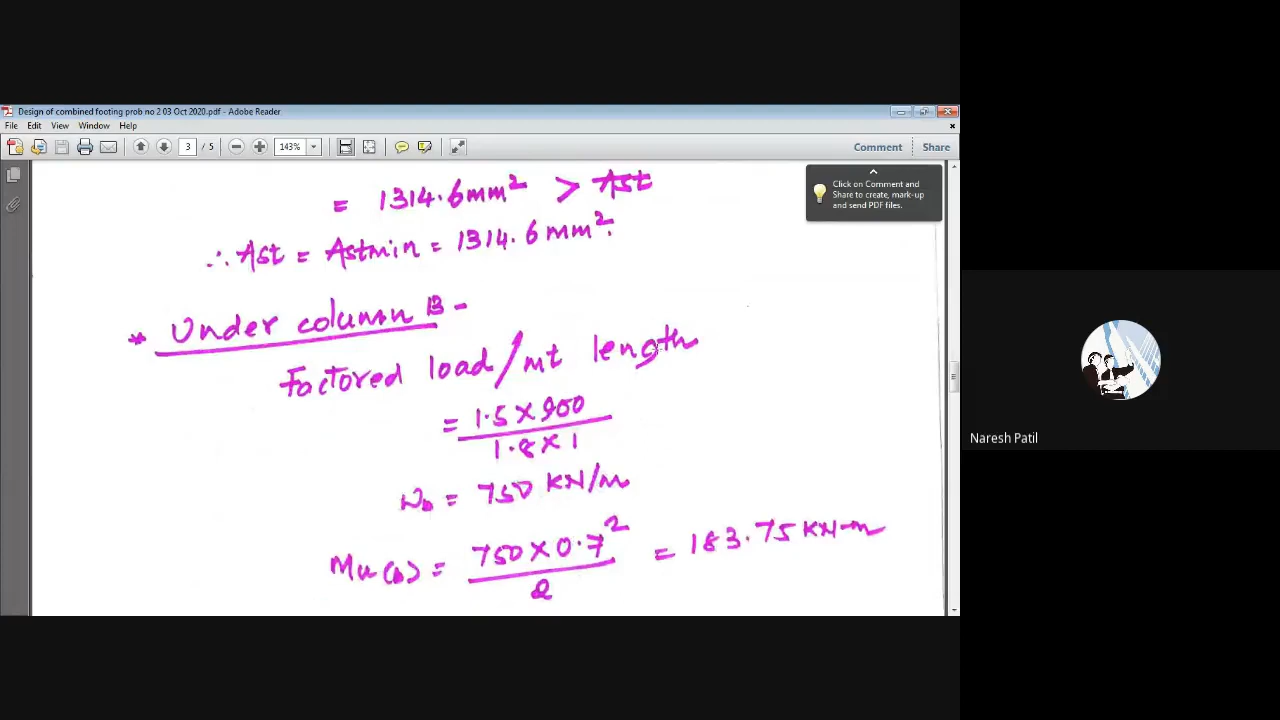 Design of combined footing prob no 2 03 Oct 2020.pdf - Adobe Reader
File Edit View Window Help
3 / 5 143% Comment Share
Click on Comment and
Share to create, mark-up
and send PDF files.
= 1314.6mm² > Ast
∴ Ast = Astmin = 1314.6mm².
* Under column B -
Factored load/mt length
= 1.5 × 900
1.8 × 1
Wb = 750 KN/m
Mu(b) = 750 × 0.7² / 2 = 183.75 KN-m
Naresh Patil